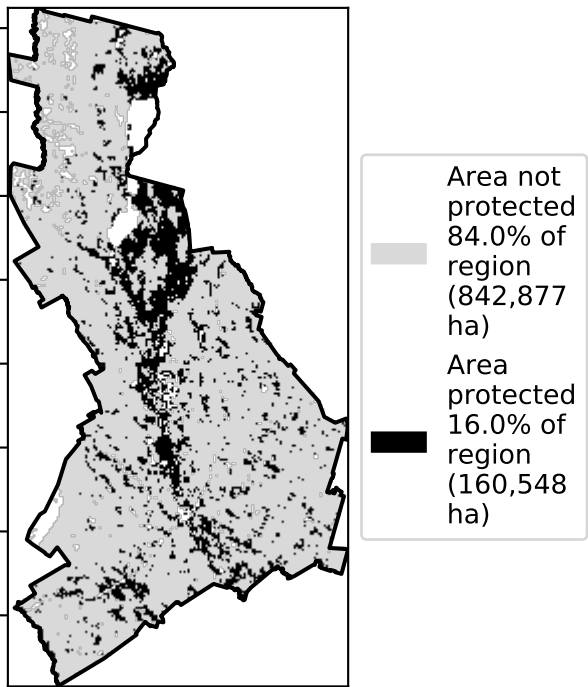 Area not
protected
84.0% of
region
(842,877
ha)
Area
protected
16.0% of
region
(160,548
ha)